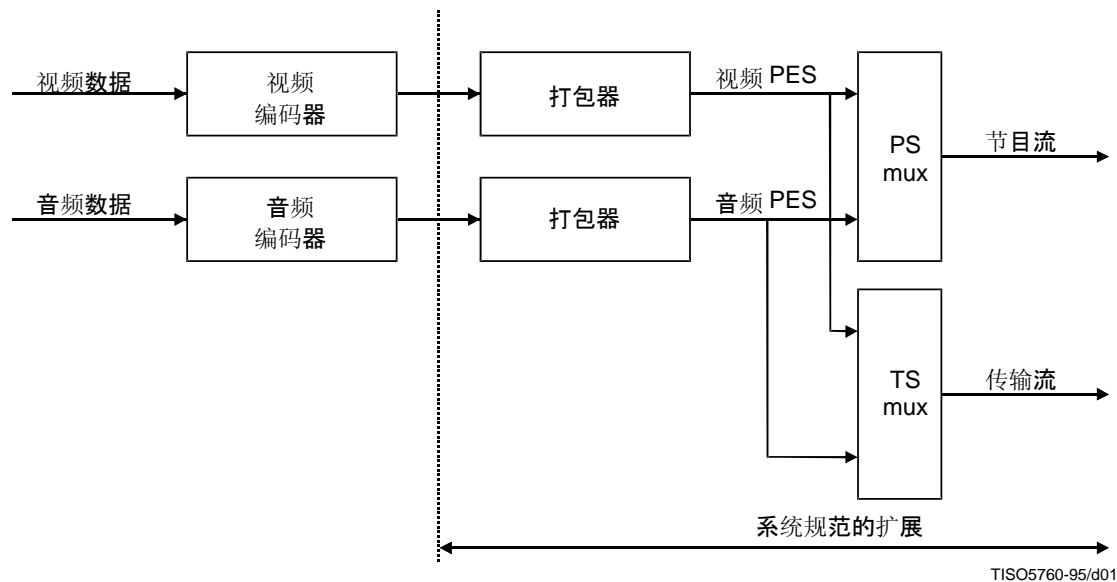 视频数据
视频
编码器
打包器
视频 PES
PS
mux
节目流
音频数据
音频
编码器
打包器
音频 PES
TS
mux
传输流
系统规范的扩展
TISO5760-95/d01